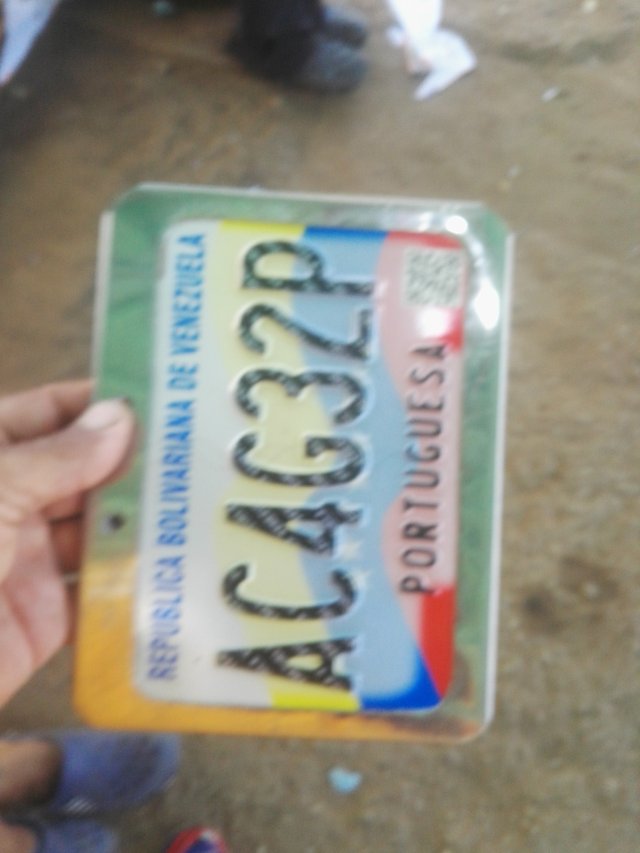 REPUBLICA BOLIVARIANA DE VENEZUELA
AC4G32P
PORTUGUESA